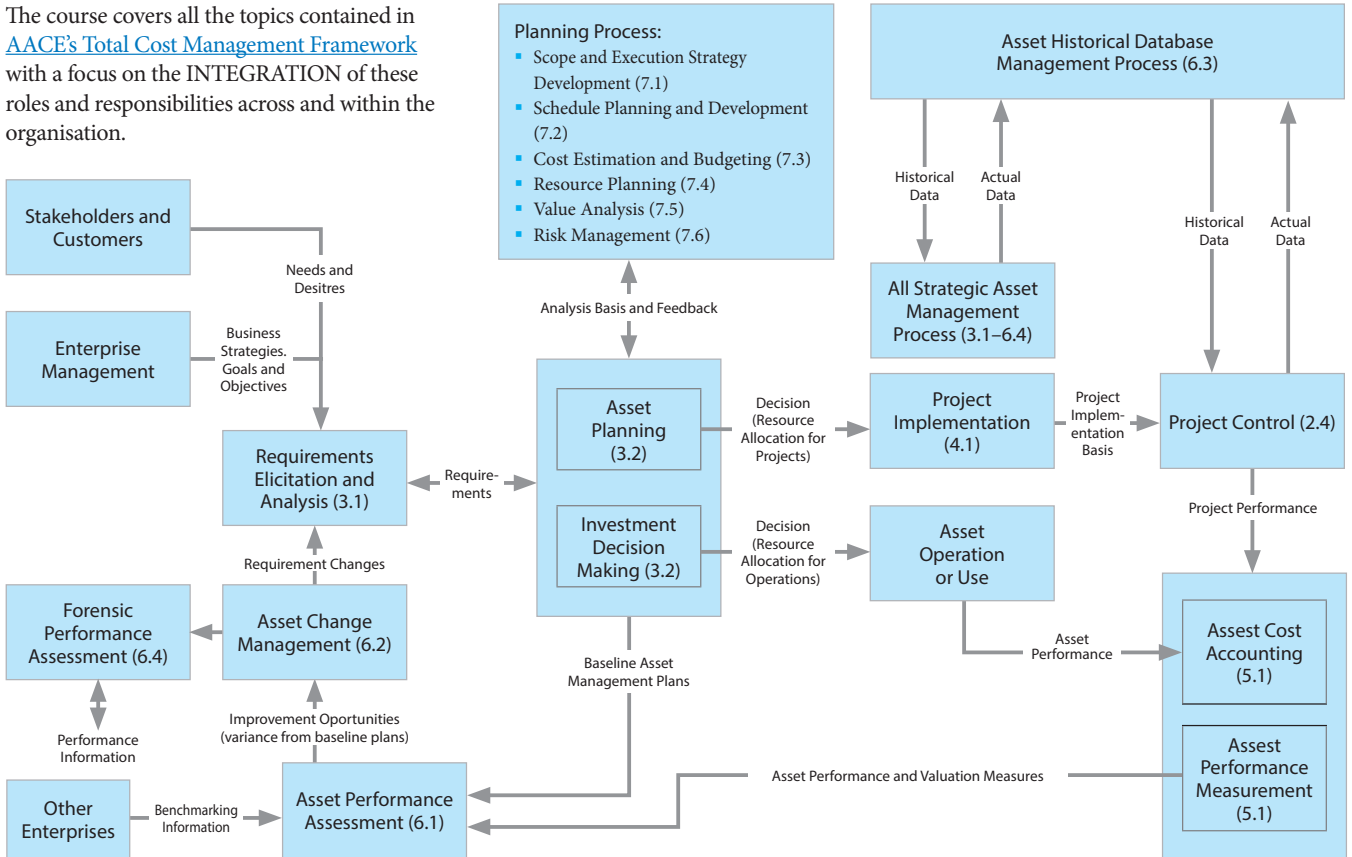 The course covers all the topics contained in
AACE's Total Cost Management Framework
with a focus on the INTEGRATION of these
roles and responsibilities across and within the
organisation.
Planning Process:
▪ Scope and Execution Strategy
Development (7.1)
▪ Schedule Planning and Development
(7.2)
▪ Cost Estimation and Budgeting (7.3)
▪ Resource Planning (7.4)
▪ Value Analysis (7.5)
▪ Risk Management (7.6)
Asset Historical Database
Management Process (6.3)
Historical
Data
Actual
Data
Historical
Data
Actual
Data
Stakeholders and
Customers
Needs and
Desitres
Enterprise
Management
Business
Strategies.
Goals and
Objectives
Analysis Basis and Feedback
All Strategic Asset
Management
Process (3.1–6.4)
Requirements
Elicitation and
Analysis (3.1)
Require-
ments
Asset
Planning
(3.2)
Decision
(Resource
Allocation for
Projects)
Project
Implementation
(4.1)
Project
Implem-
entation
Basis
Project Control (2.4)
Investment
Decision
Making (3.2)
Decision
(Resource
Allocation for
Operations)
Asset
Operation
or Use
Project Performance
Requirement Changes
Forensic
Performance
Assessment (6.4)
Asset Change
Management (6.2)
Baseline Asset
Management Plans
Asset
Performance
Assest Cost
Accounting
(5.1)
Performance
Information
Improvement Oportunities
(variance from baseline plans)
Assest
Performance
Measurement
(5.1)
Asset Performance and Valuation Measures
Other
Enterprises
Benchmarking
Information
Asset Performance
Assessment (6.1)